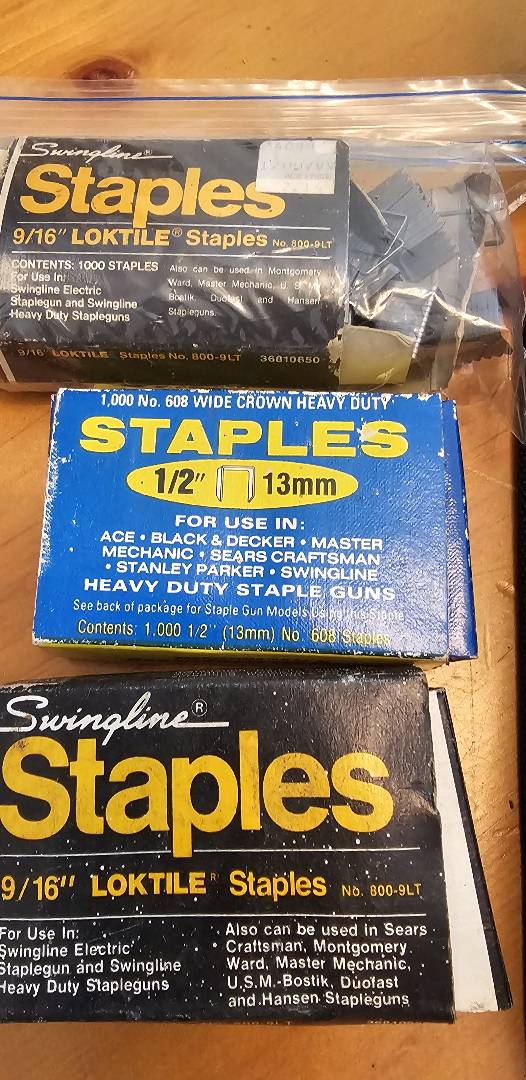 Swingline®
Staples
9/16" LOKTILE® Staples No. 800-9LT
CONTENTS: 1000 STAPLES
For Use In:
Swingline Electric
Staplegun and Swingline
Heavy Duty Stapleguns
Also can be used in Montgomery
Ward, Master Mechanic, U. S. M.
Bostik, Duofast and Hansen
Stapleguns.
9/16" LOKTILE Staples No. 800-9LT 36810850
1,000 No. 608 WIDE CROWN HEAVY DUTY
STAPLES
1/2" 13mm
FOR USE IN:
ACE • BLACK & DECKER • MASTER
MECHANIC • SEARS CRAFTSMAN
• STANLEY PARKER • SWINGLINE
HEAVY DUTY STAPLE GUNS
See back of package for Staple Gun Models Using this Staple
Contents: 1,000 1/2" (13mm) No. 608 Staples
Swingline®
Staples
9/16" LOKTILE® Staples No. 800-9LT
For Use In:
Swingline Electric
Staplegun and Swingline
Heavy Duty Stapleguns
Also can be used in Sears
Craftsman, Montgomery
Ward, Master Mechanic,
U.S.M.-Bostik, Duofast
and Hansen Stapleguns